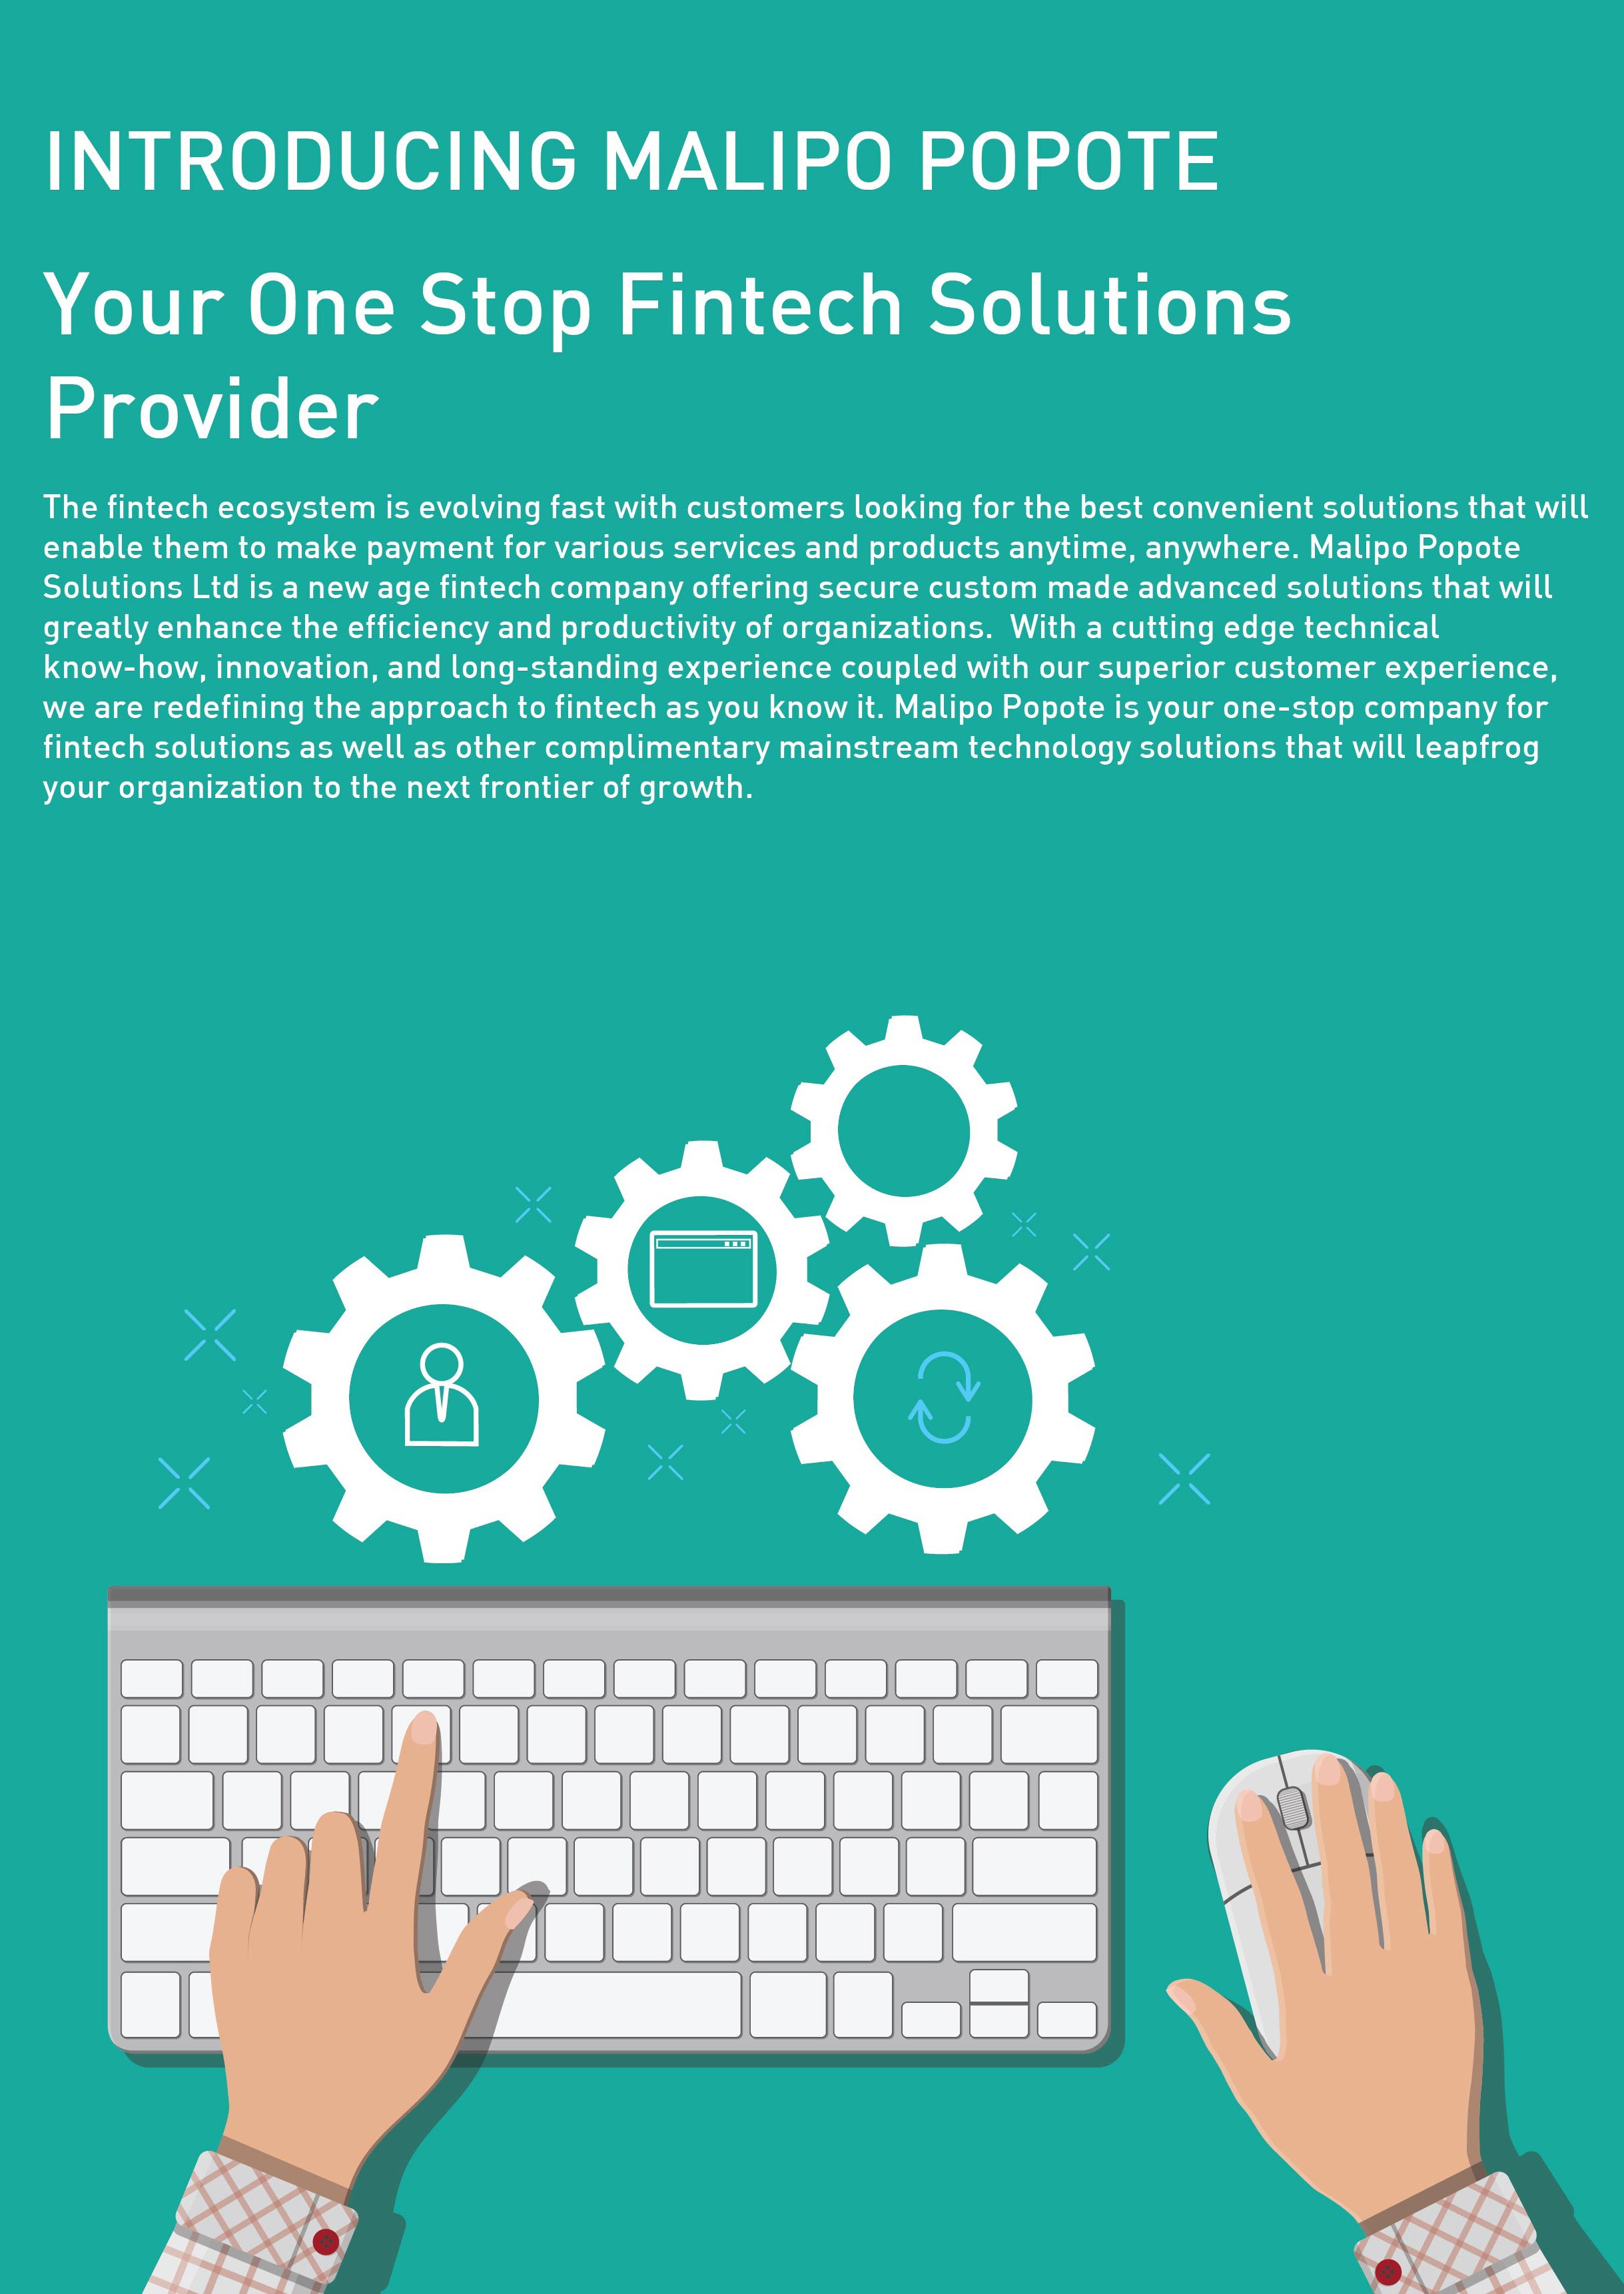 INTRODUCING MALIPO POPOTE
Your One Stop Fintech Solutions
Provider
The fintech ecosystem is evolving fast with customers looking for the best convenient solutions that will
enable them to make payment for various services and products anytime, anywhere. Malipo Popote
Solutions Ltd is a new age fintech company offering secure custom made advanced solutions that will
greatly enhance the efficiency and productivity of organizations.  With a cutting edge technical
know-how, innovation, and long-standing experience coupled with our superior customer experience,
we are redefining the approach to fintech as you know it. Malipo Popote is your one-stop company for
fintech solutions as well as other complimentary mainstream technology solutions that will leapfrog
your organization to the next frontier of growth.